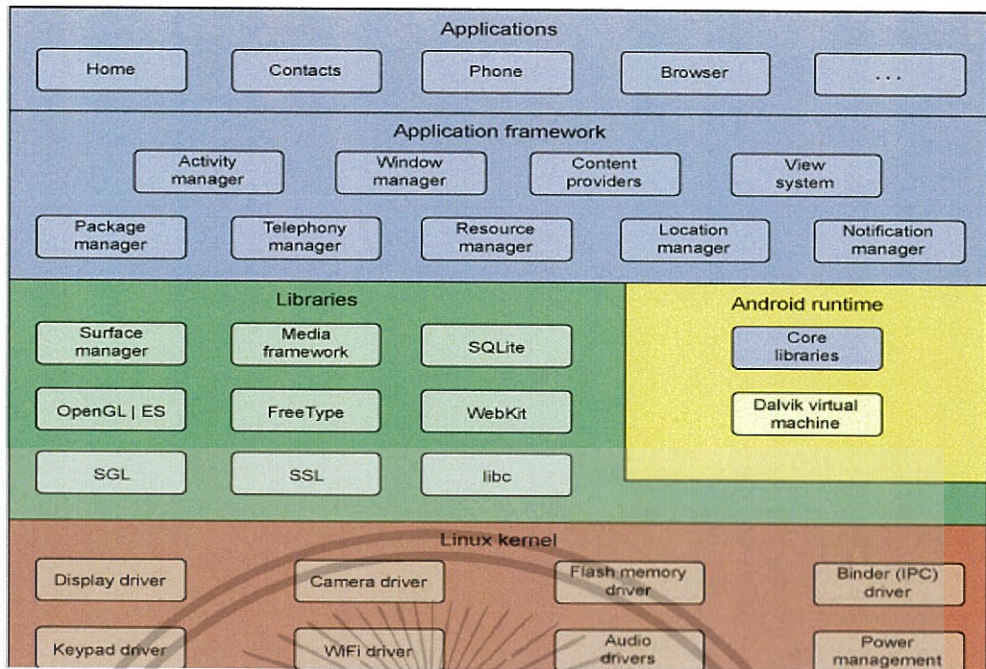 Applications
Home
Contacts
Phone
Browser
. . .
Application framework
Activity
manager
Window
manager
Content
providers
View
system
Package
manager
Telephony
manager
Resource
manager
Location
manager
Notification
manager
Libraries
Surface
manager
Media
framework
SQLite
OpenGL | ES
FreeType
WebKit
SGL
SSL
libc
Android runtime
Core
libraries
Dalvik virtual
machine
Linux kernel
Display driver
Camera driver
Flash memory
driver
Binder (IPC)
driver
Keypad driver
WiFi driver
Audio
drivers
Power
management